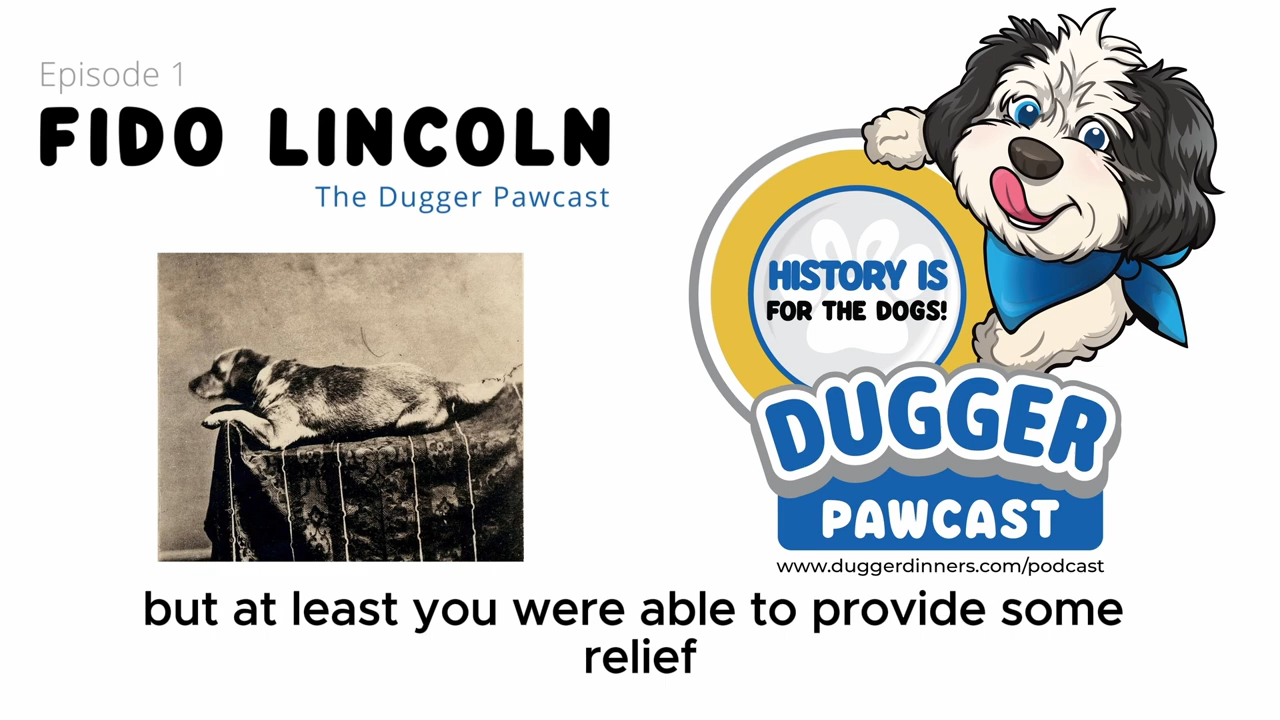 Episode 1
FIDO LINCOLN
The Dugger Pawcast
HISTORY IS
FOR THE DOGS!
DUGGER
PAWCAST
www.duggerdinners.com/podcast
but at least you were able to provide some
relief